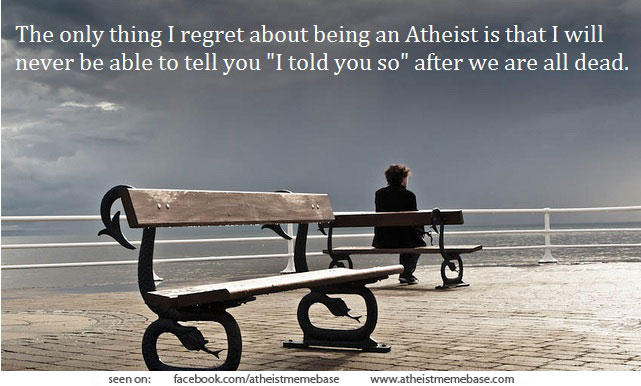 The only thing I regret about being an Atheist is that I will
never be able to tell you "I told you so" after we are all dead.
seen on: facebook.com/atheistmemebase www.atheistmemebase.com